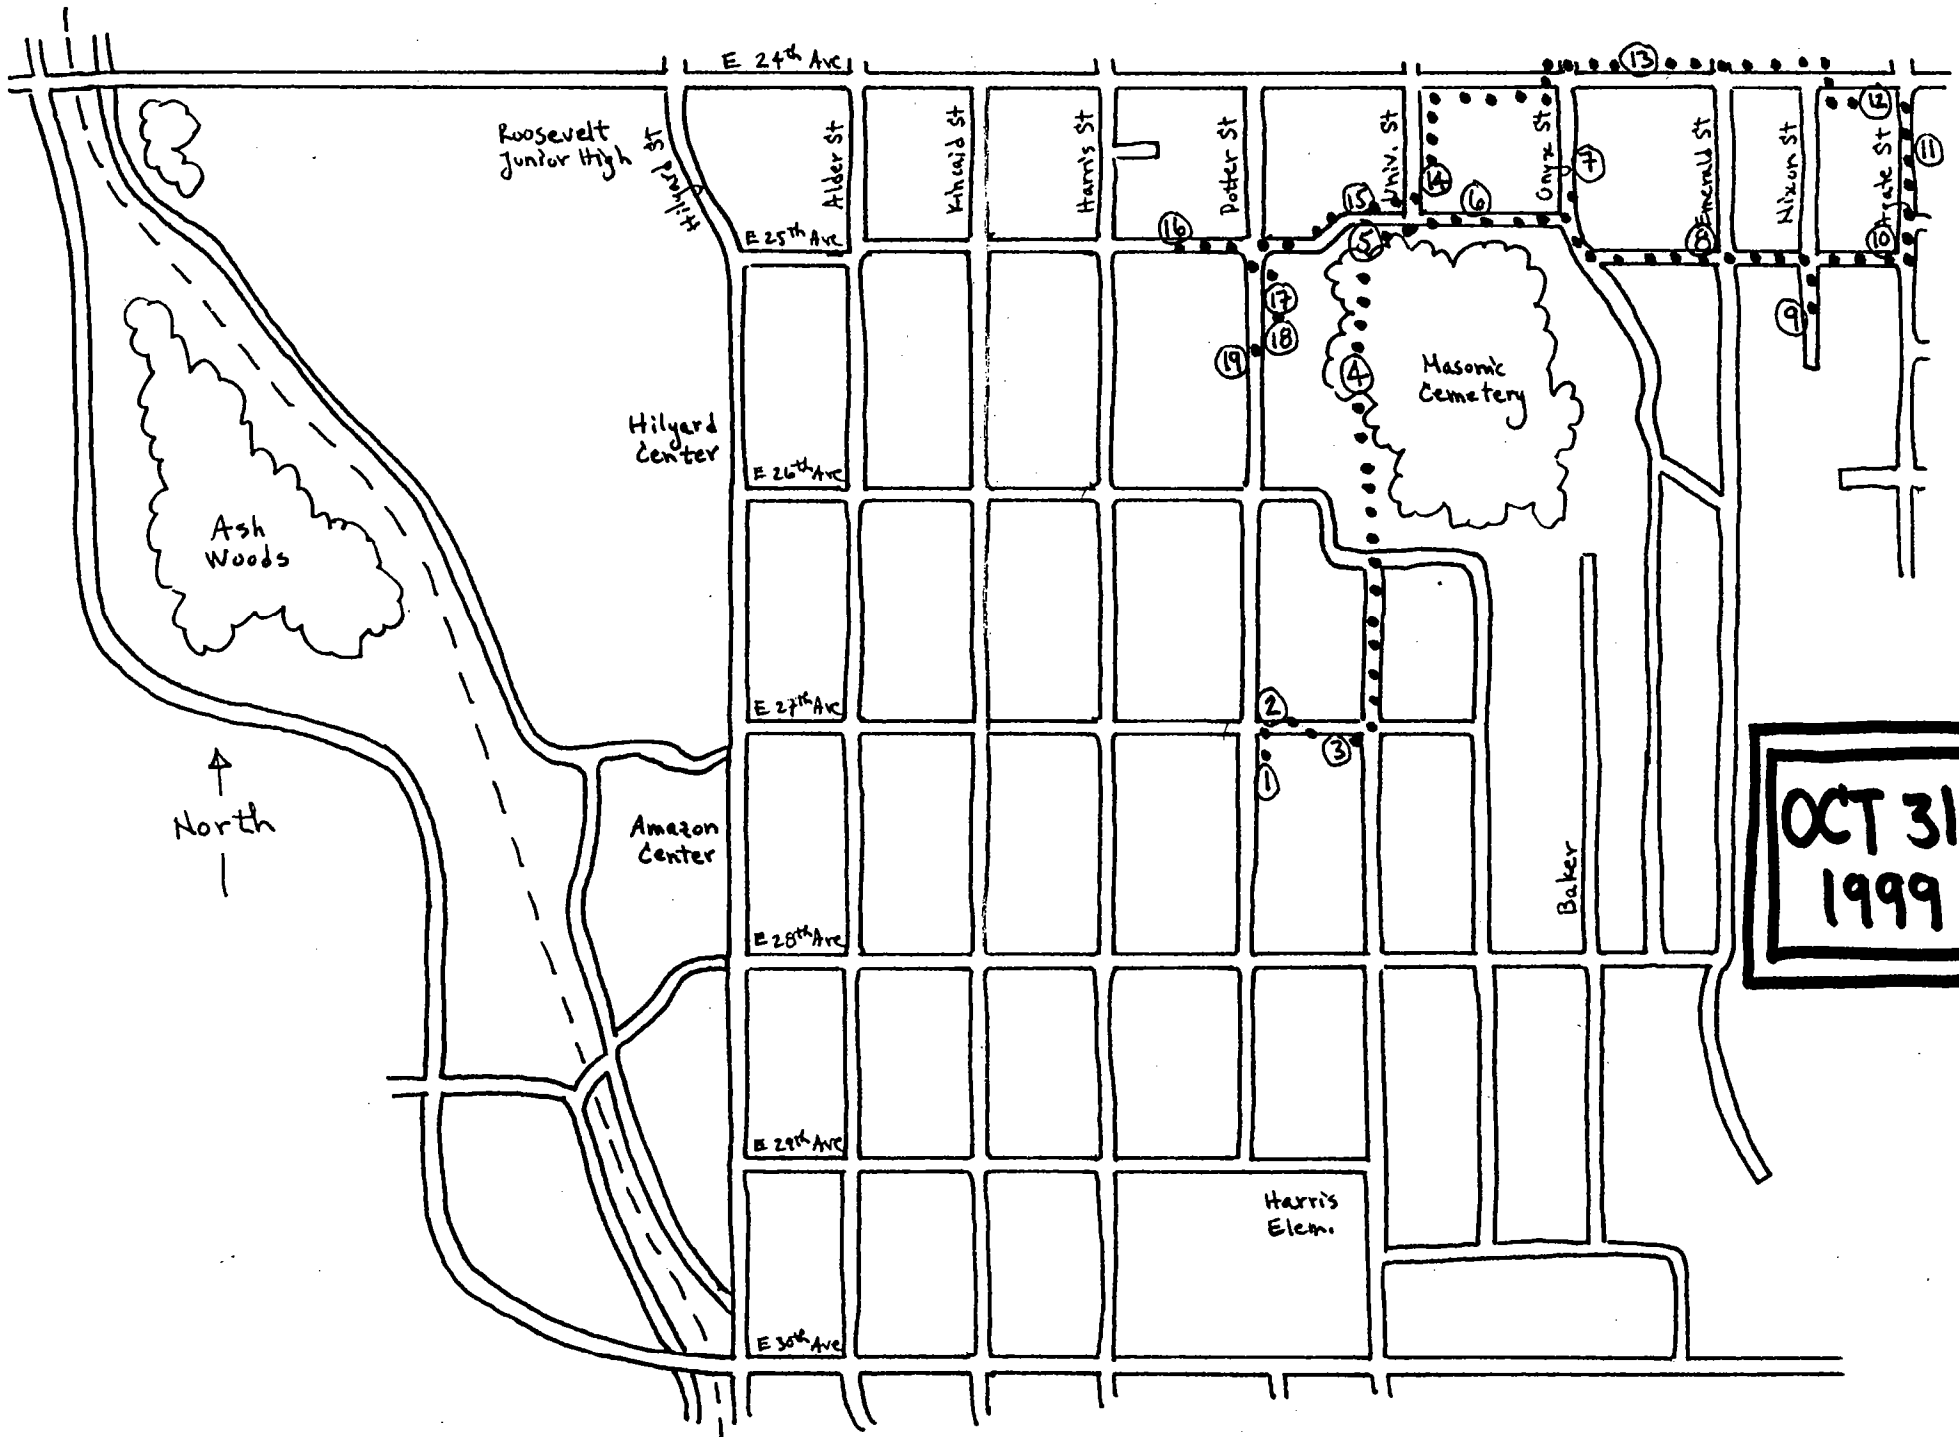 E 24th Ave
13
Roosevelt
Junior High
Hilyard St
Alder St
Kincaid St
Harris St
Potter St
Univ. St
Onyx St
Emerald St
Nixon St
Agate St
12
11
7
14
15
6
16
E 25th Ave
5
8
10
17
18
19
9
4
Masonic
Cemetery
Hilyard
Center
E 26th Ave
Ash
Woods
E 27th Ave
2
3
1
North
Amazon
Center
Baker
OCT 31
1999
E 28th Ave
E 29th Ave
Harris
Elem.
E 30th Ave